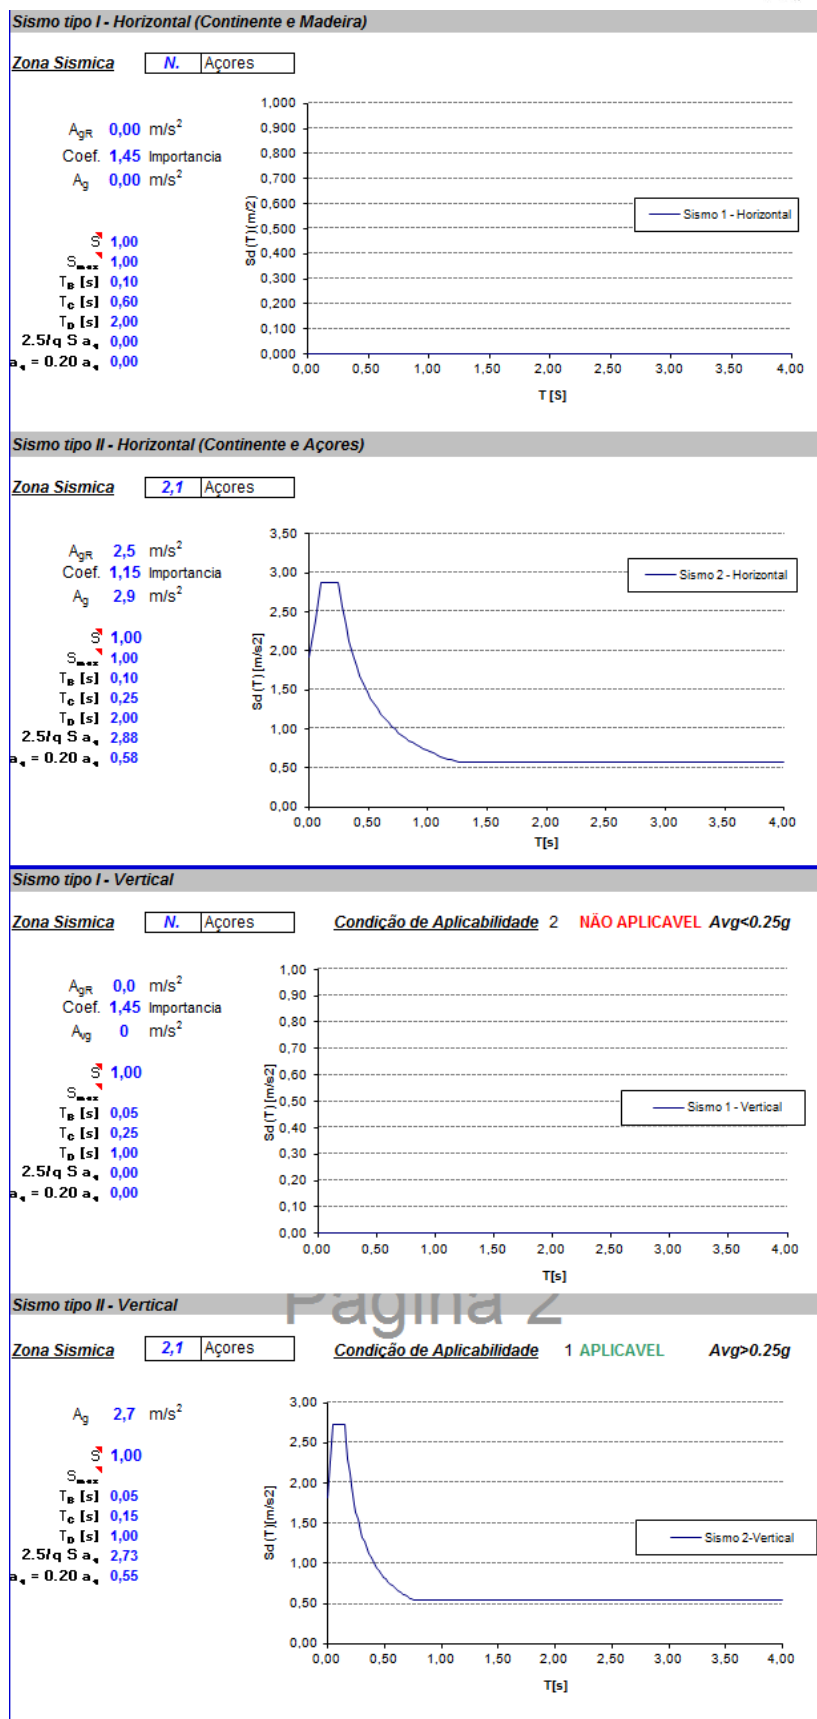 Sismo tipo I - Horizontal (Continente e Madeira)
Zona Sismica N. Açores
AgR 0,00 m/s²
Coef. 1,45 Importancia
Ag 0,00 m/s²
S 1,00
Smax 1,00
TB [s] 0,10
TC [s] 0,60
TD [s] 2,00
2.5/q S ag 0,00
ag = 0.20 ag 0,00
Sd (T)(m/2)
1,000
0,900
0,800
0,700
0,600
0,500
0,400
0,300
0,200
0,100
0,000
0,00 0,50 1,00 1,50 2,00 2,50 3,00 3,50 4,00
T [S]
Sismo 1 - Horizontal
Sismo tipo II - Horizontal (Continente e Açores)
Zona Sismica 2,1 Açores
AgR 2,5 m/s²
Coef. 1,15 Importancia
Ag 2,9 m/s²
S 1,00
Smax 1,00
TB [s] 0,10
TC [s] 0,25
TD [s] 2,00
2.5/q S ag 2,88
ag = 0.20 ag 0,58
Sd (T) [m/s2]
3,50
3,00
2,50
2,00
1,50
1,00
0,50
0,00
0,00 0,50 1,00 1,50 2,00 2,50 3,00 3,50 4,00
T[s]
Sismo 2 - Horizontal
Sismo tipo I - Vertical
Zona Sismica N. Açores Condição de Aplicabilidade 2 NÃO APLICAVEL Avg<0.25g
AgR 0,0 m/s²
Coef. 1,45 Importancia
Avg 0 m/s²
S 1,00
Smax
TB [s] 0,05
TC [s] 0,25
TD [s] 1,00
2.5/q S ag 0,00
ag = 0.20 ag 0,00
Sd (T) [m/s2]
1,00
0,90
0,80
0,70
0,60
0,50
0,40
0,30
0,20
0,10
0,00
0,00 0,50 1,00 1,50 2,00 2,50 3,00 3,50 4,00
T[s]
Sismo 1 - Vertical
Página 2
Sismo tipo II - Vertical
Zona Sismica 2,1 Açores Condição de Aplicabilidade 1 APLICAVEL Avg>0.25g
Ag 2,7 m/s²
S 1,00
Smax
TB [s] 0,05
TC [s] 0,15
TD [s] 1,00
2.5/q S ag 2,73
ag = 0.20 ag 0,55
Sd (T)[m/s2]
3,00
2,50
2,00
1,50
1,00
0,50
0,00
0,00 0,50 1,00 1,50 2,00 2,50 3,00 3,50 4,00
T[s]
Sismo 2-Vertical